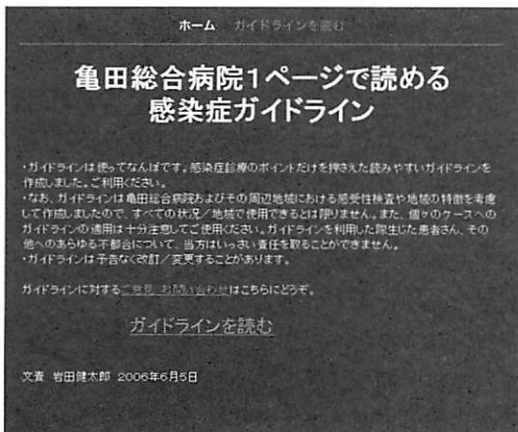 ホーム ガイドラインを読む
亀田総合病院1ページで読める
感染症ガイドライン
・ガイドラインは使ってなんぼです。感染症診療のポイントだけを押さえた読みやすいガイドラインを
作成しました。ご利用ください。
・なお、ガイドラインは亀田総合病院およびその周辺地域における感受性検査や地域の特徴を考慮
して作成しましたので、すべての状況／地域で使用できるとは限りません。また、個々のケースへの
ガイドラインの適用は十分注意してご使用ください。ガイドラインを利用した際生じた患者さん、その
他へのあらゆる不都合について、当方はいっさい責任を取ることができません。
・ガイドラインは予告なく改訂／変更することがあります。
ガイドラインに対するご意見 お問い合わせはこちらにどうぞ。
ガイドラインを読む
文責 岩田健太郎 2006年6月5日